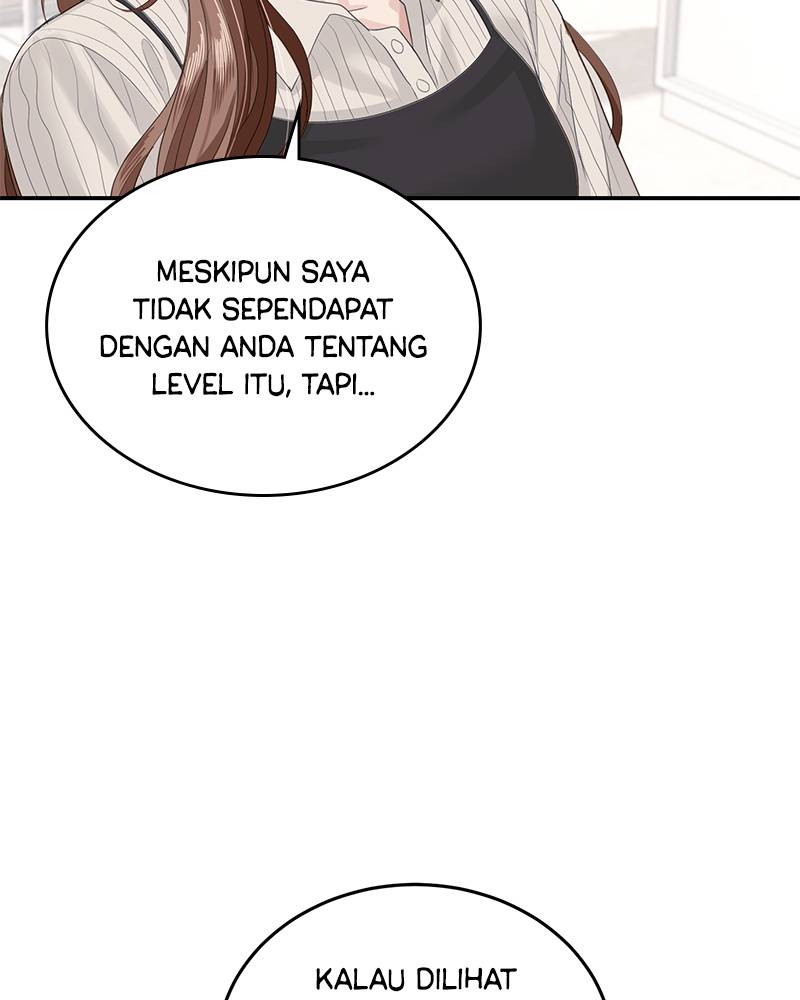 MESKIPUN SAYA
TIDAK SEPENDAPAT
DENGAN ANDA TENTANG
LEVEL ITU, TAPI...
KALAU DILIHAT